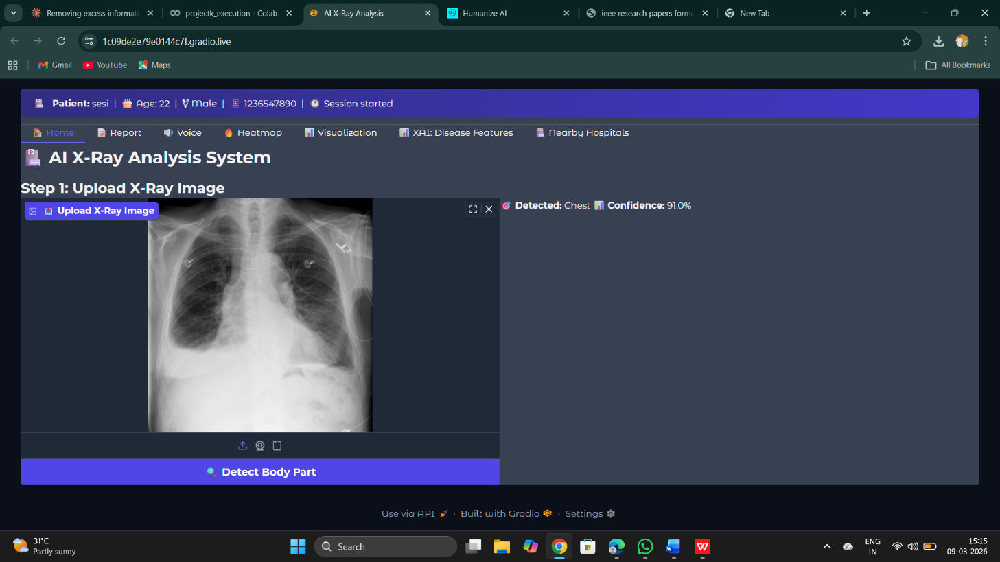 Removing excess informati
projectk_execution - Colab
AI X-Ray Analysis
Humanize AI
ieee research papers forma
New Tab
1c09de2e79e0144c7f.gradio.live
Gmail
YouTube
Maps
All Bookmarks
Patient: sesi | Age: 22 | Male | 1236547890 | Session started
Home
Report
Voice
Heatmap
Visualization
XAI: Disease Features
Nearby Hospitals
AI X-Ray Analysis System
Step 1: Upload X-Ray Image
Upload X-Ray Image
Detected: Chest Confidence: 91.0%
Detect Body Part
Use via API · Built with Gradio · Settings
31°C
Partly sunny
Search
ENG
IN
15:15
09-03-2026